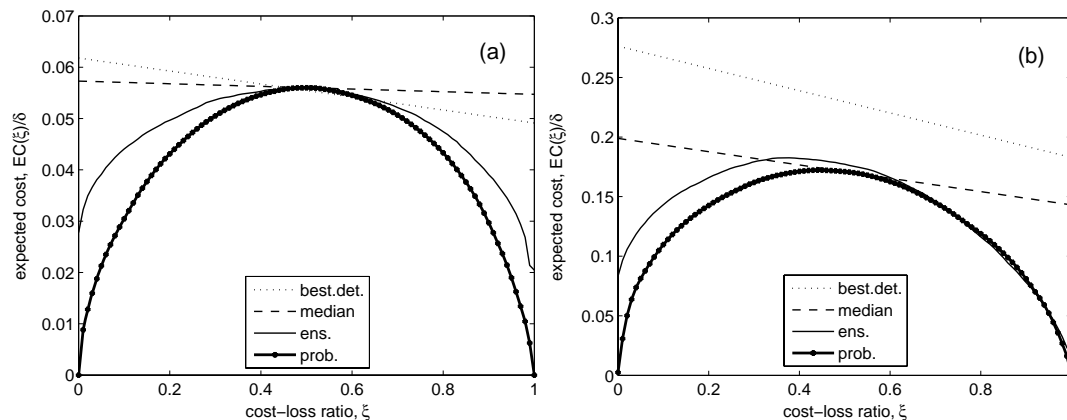 0.07
0.06
0.05
0.04
0.03
0.02
0.01
0
expected cost, EC(ξ)/δ
(a)
best.det.
median
ens.
prob.
0 0.2 0.4 0.6 0.8 1
cost−loss ratio, ξ
0.3
0.25
0.2
0.15
0.1
0.05
0
expected cost, EC(ξ)/δ
(b)
best.det.
median
ens.
prob.
0 0.2 0.4 0.6 0.8
cost−loss ratio, ξ